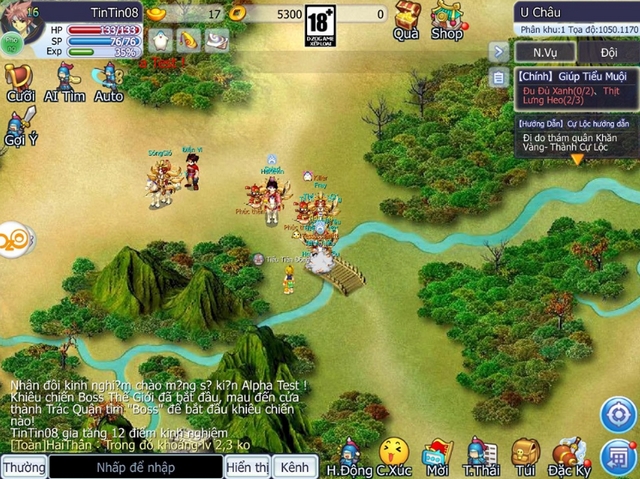 16
TinTin08
17
5300
0
HP
133/133
SP
76/76
Exp
35%
18+
Quà
Shop
U Châu
Phân khu:1 Tọa độ:1050.1170
N.Vụ
Đội
【Chính】 Giúp Tiểu Muội
Đu Đủ Xanh(0/2)、Thịt
Lưng Heo(2/3)
【Hướng Dẫn】Cự Lộc hướng dẫn
Đi do thám quân Khăn
Vàng- Thành Cự Lộc
Cưỡi
AI Tìm
Auto
Gợi Ý
SóngGió
Điển Vi
Nhân đôi kinh nghi?m chào m?ng s? ki?n Alpha Test !
Khiêu chiến Boss Thế Giới đã bắt đầu, mau đến cửa
thành Trác Quận tìm "Boss" để bắt đầu khiêu chiến
nào!
TinTin08 gia tăng 12 điểm kinh nghiệm
[Toàn]HaiThần - Trong đó khoảng lv 2,3 ko
Thường
Nhấp để nhập
Hiển thị
Kênh
H.Động
C.Xúc
Mời
T.Thái
Túi
Đặc Kỹ